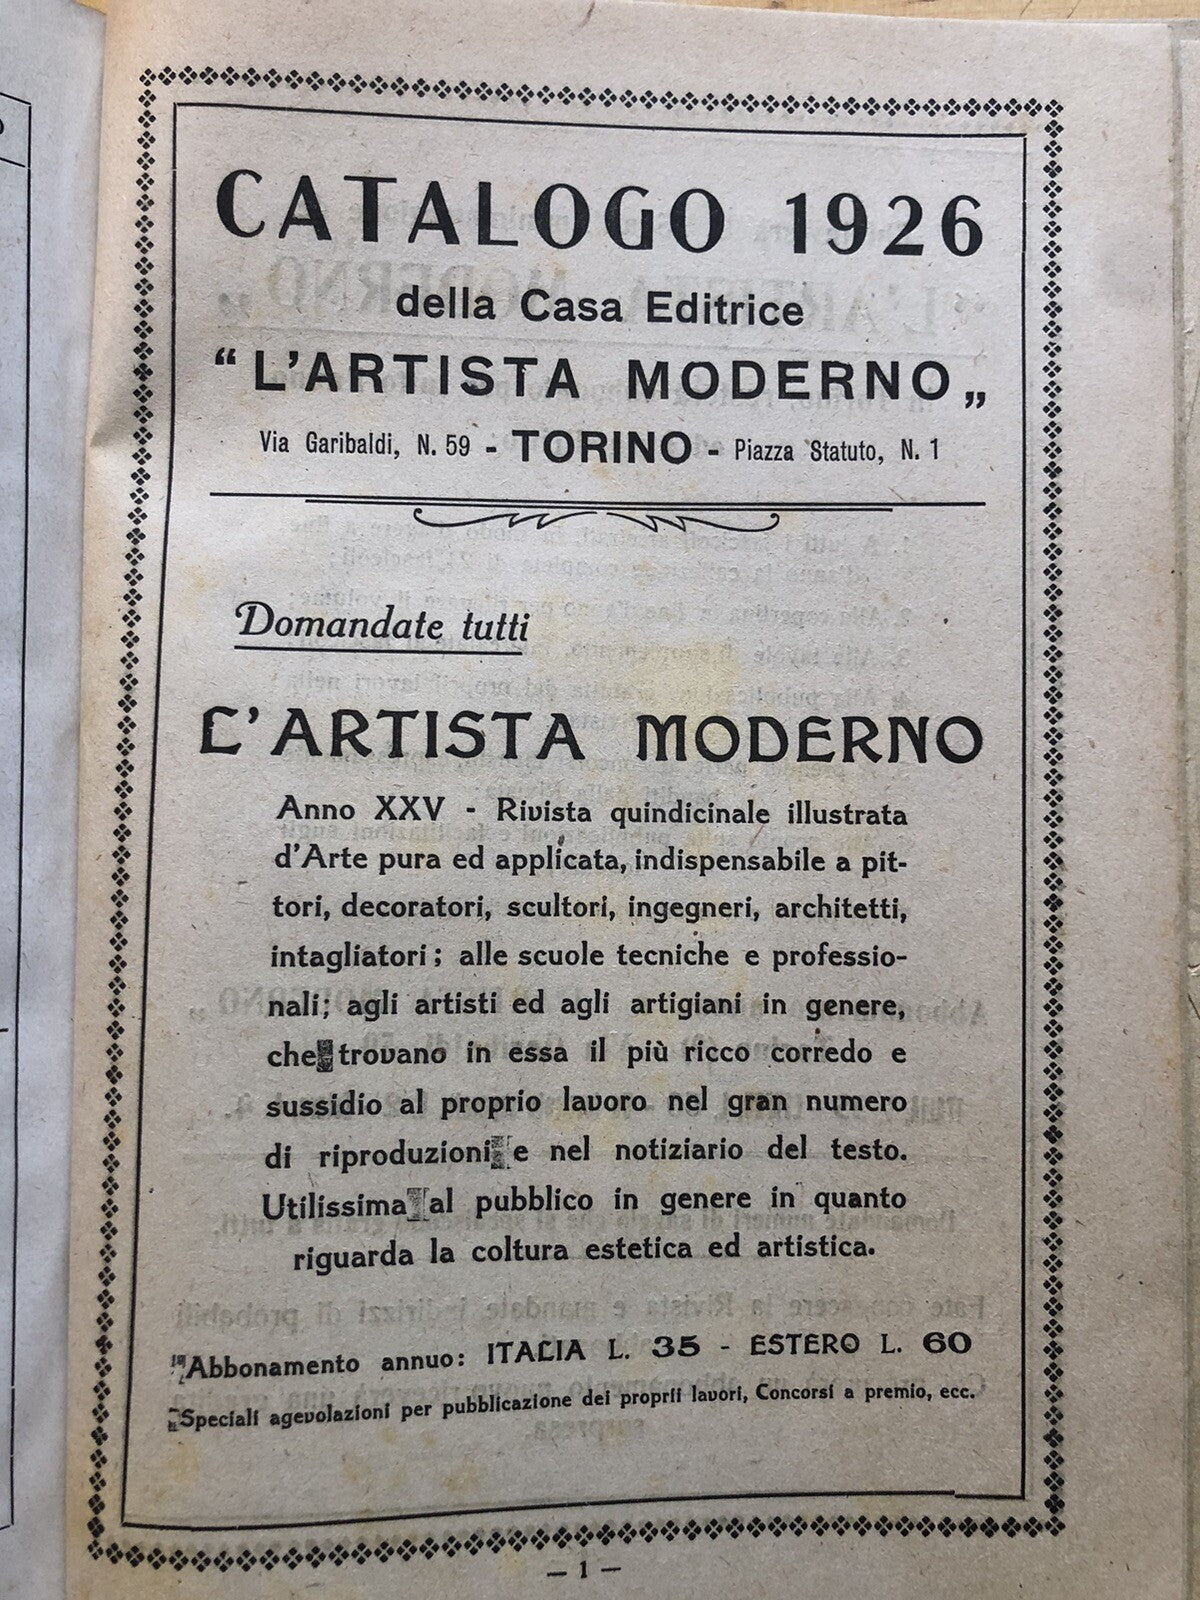 CATALOGO 1926
della Casa Editrice
“L'ARTISTA MODERNO„
Via Garibaldi, N. 59 - TORINO - Piazza Statuto, N. 1
Domandate tutti
L'ARTISTA MODERNO
Anno XXV - Rivista quindicinale illustrata
d'Arte pura ed applicata, indispensabile a pit-
tori, decoratori, scultori, ingegneri, architetti,
intagliatori; alle scuole tecniche e professio-
nali; agli artisti ed agli artigiani in genere,
che trovano in essa il più ricco corredo e
sussidio al proprio lavoro nel gran numero
di riproduzioni e nel notiziario del testo.
Utilissima al pubblico in genere in quanto
riguarda la coltura estetica ed artistica.
Abbonamento annuo: ITALIA L. 35 - ESTERO L. 60
Speciali agevolazioni per pubblicazione dei proprii lavori, Concorsi a premio, ecc.
— 1 —